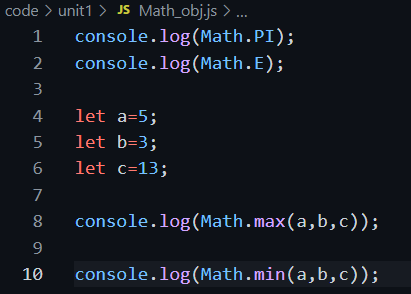 code > unit1 > JS Math_obj.js > ...
1 console.log(Math.PI);
2 console.log(Math.E);
3
4 let a=5;
5 let b=3;
6 let c=13;
7
8 console.log(Math.max(a,b,c));
9
10 console.log(Math.min(a,b,c));